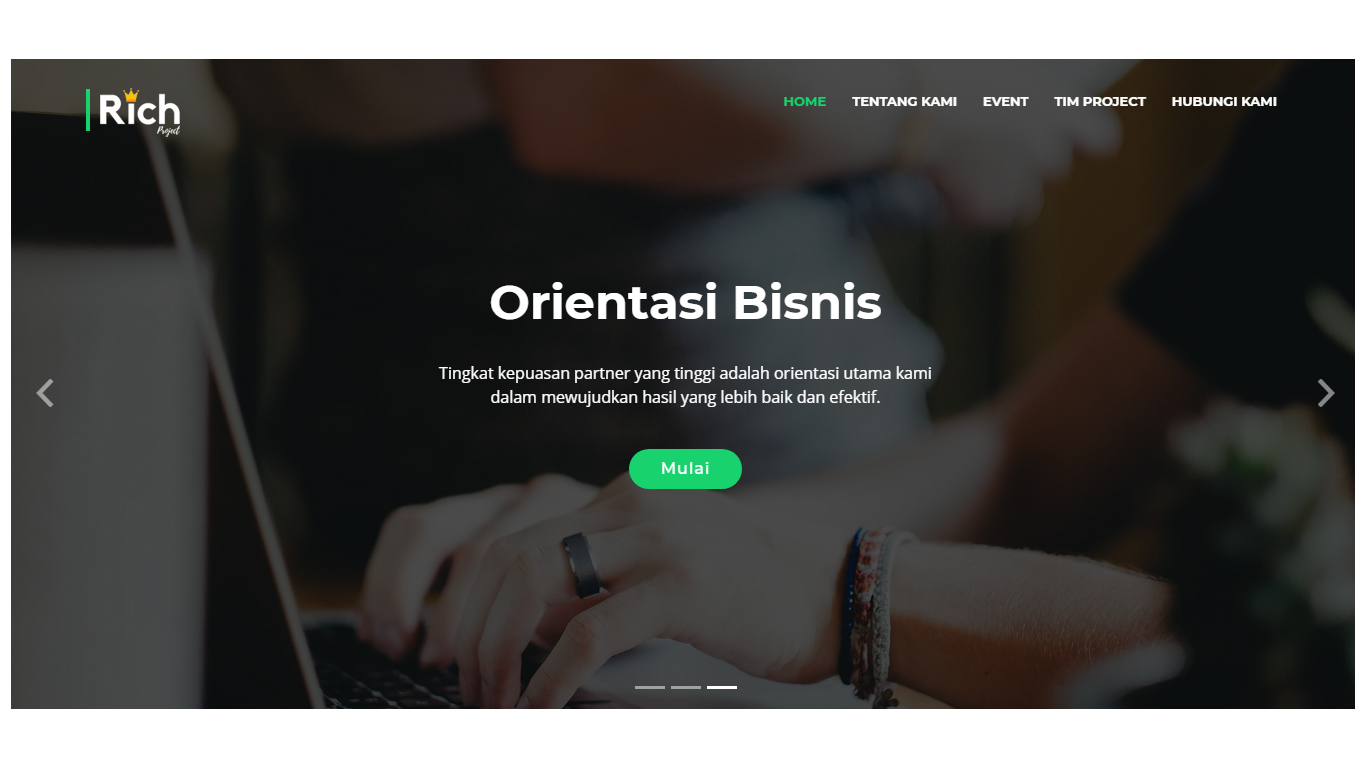 Rich
Project
HOME TENTANG KAMI EVENT TIM PROJECT HUBUNGI KAMI
Orientasi Bisnis
Tingkat kepuasan partner yang tinggi adalah orientasi utama kami
dalam mewujudkan hasil yang lebih baik dan efektif.
Mulai